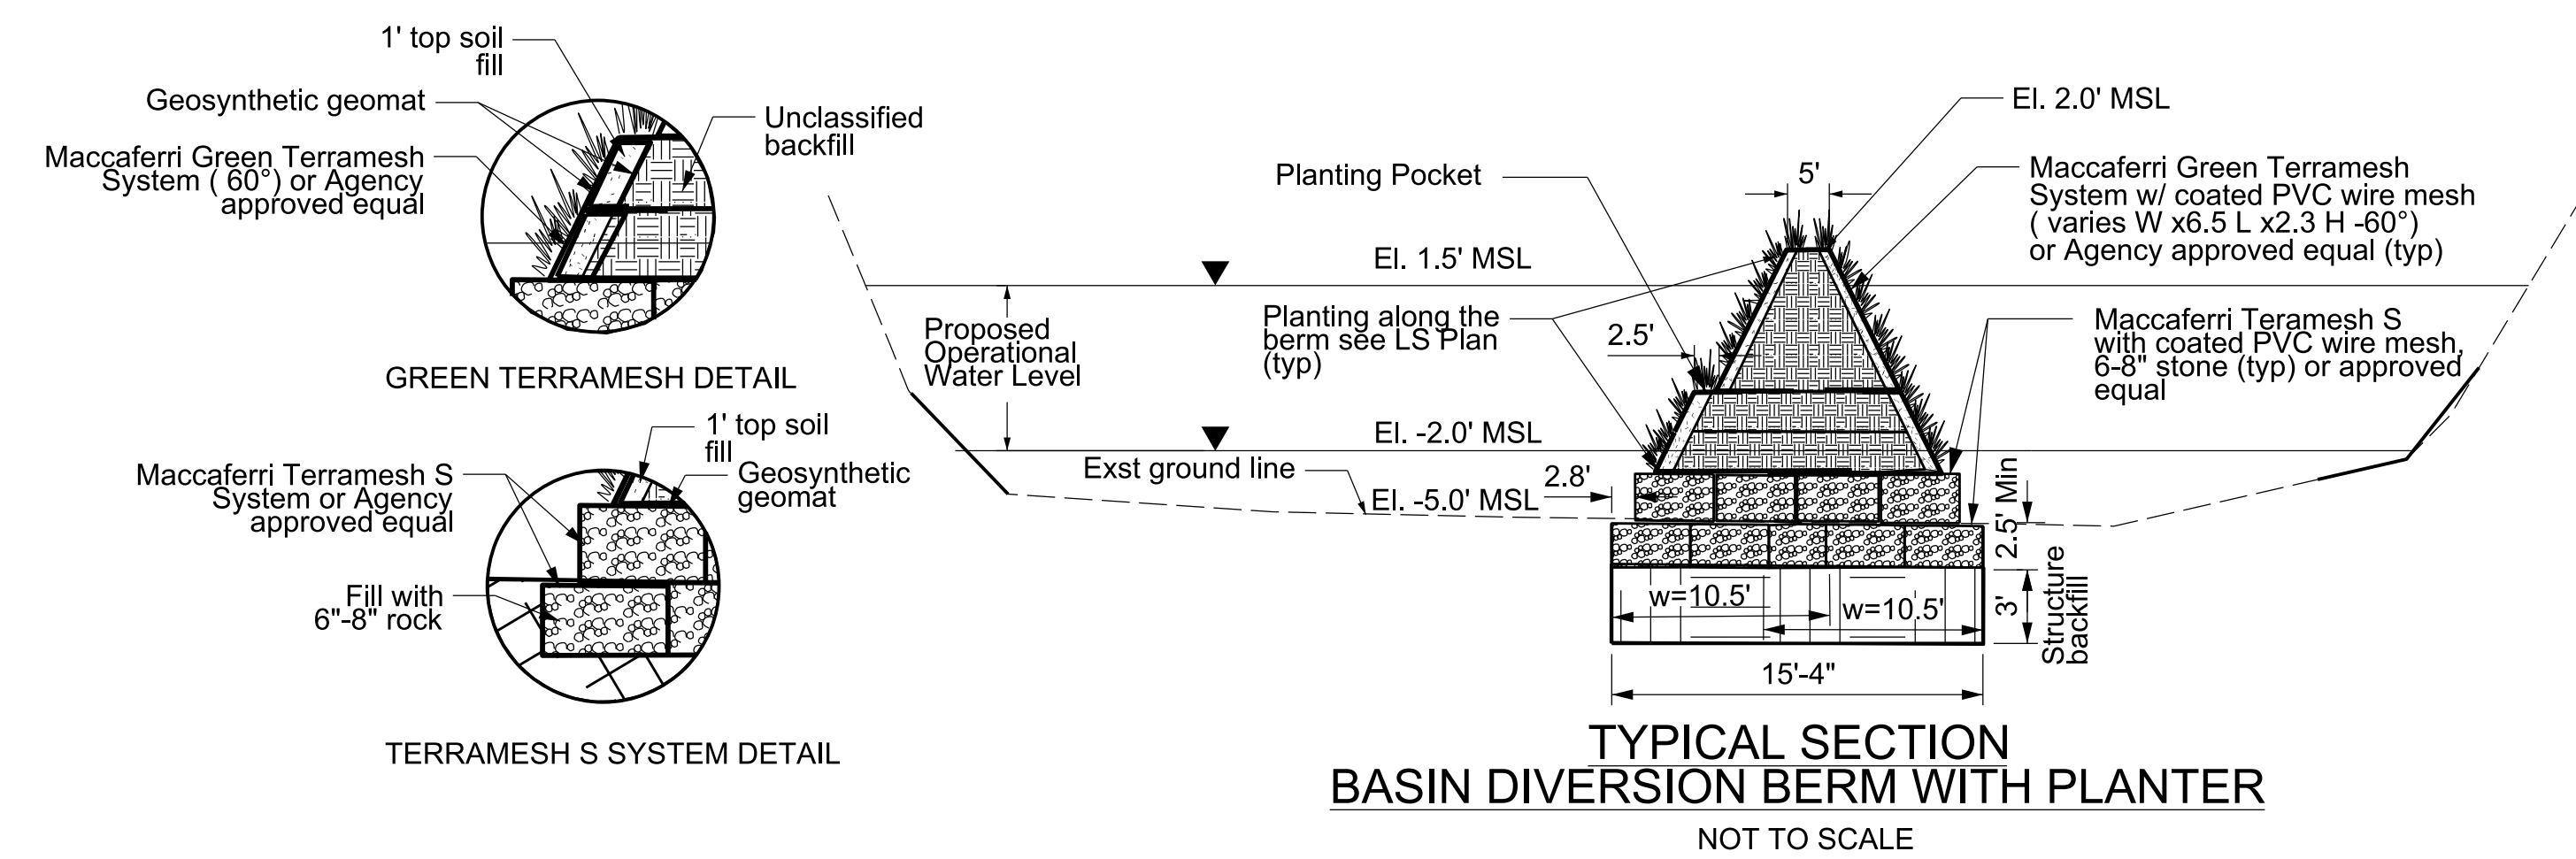 1' top soil
fill
Geosynthetic geomat
Maccaferri Green Terramesh
System ( 60°) or Agency
approved equal
Unclassified
backfill
GREEN TERRAMESH DETAIL
1' top soil
fill
Maccaferri Terramesh S
System or Agency
approved equal
Geosynthetic
geomat
Fill with
6"-8" rock
TERRAMESH S SYSTEM DETAIL
El. 2.0' MSL
Planting Pocket
5'
Maccaferri Green Terramesh
System w/ coated PVC wire mesh
( varies W x6.5 L x2.3 H -60°)
or Agency approved equal (typ)
El. 1.5' MSL
Proposed
Operational
Water Level
Planting along the
berm see LS Plan
(typ)
2.5'
Maccaferri Teramesh S
with coated PVC wire mesh,
6-8" stone (typ) or approved
equal
El. -2.0' MSL
Exst ground line
El. -5.0' MSL
2.8'
2.5' Min
3'
Structure
backfill
w=10.5'
w=10.5'
15'-4"
TYPICAL SECTION
BASIN DIVERSION BERM WITH PLANTER
NOT TO SCALE